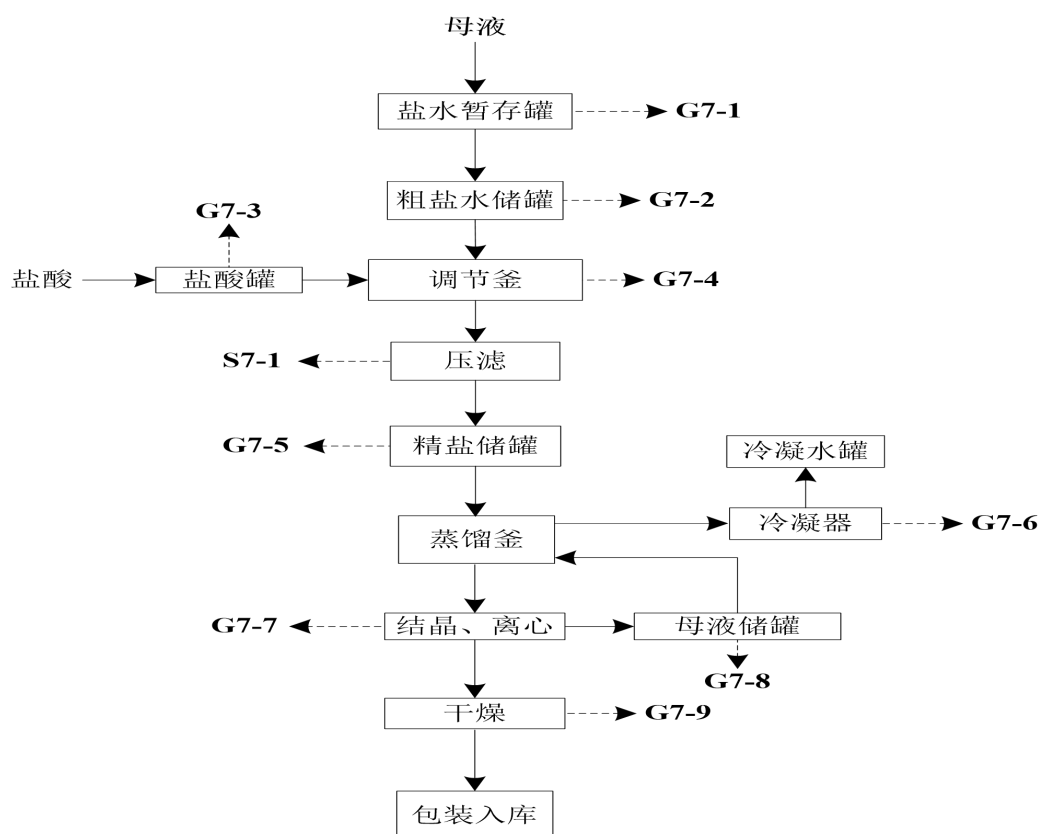 母液
盐水暂存罐
G7-1
粗盐水储罐
G7-2
G7-3
盐酸
盐酸罐
调节釜
G7-4
S7-1
压滤
G7-5
精盐储罐
冷凝水罐
蒸馏釜
冷凝器
G7-6
G7-7
结晶、离心
母液储罐
G7-8
干燥
G7-9
包装入库